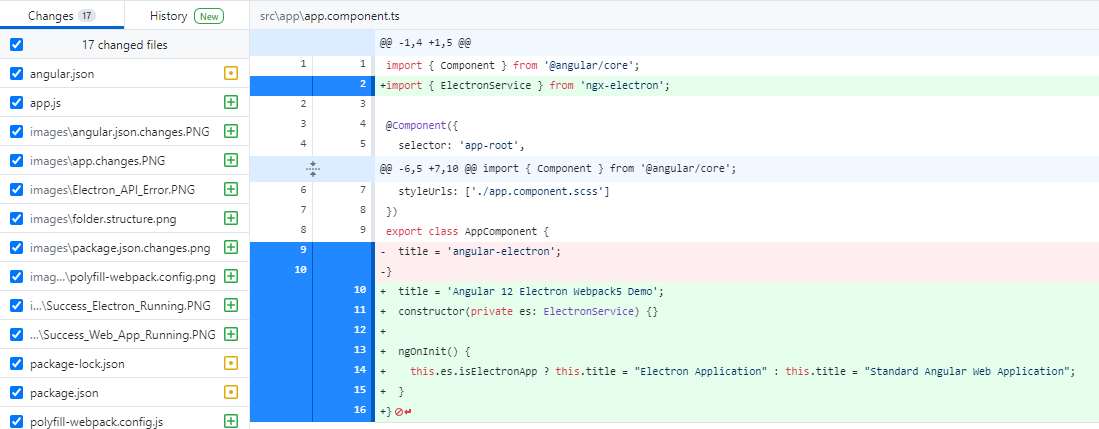 Changes 17
History New
src\app\app.component.ts
17 changed files
angular.json
app.js
images\angular.json.changes.PNG
images\app.changes.PNG
images\Electron_API_Error.PNG
images\folder.structure.png
images\package.json.changes.png
imag...\polyfill-webpack.config.png
i...\Success_Electron_Running.PNG
...\Success_Web_App_Running.PNG
package-lock.json
package.json
polyfill-webpack.config.js
@@ -1,4 +1,5 @@
1 1 import { Component } from '@angular/core';
2 +import { ElectronService } from 'ngx-electron';
2 3
3 4 @Component({
4 5 selector: 'app-root',
@@ -6,5 +7,10 @@ import { Component } from '@angular/core';
6 7 styleUrls: ['./app.component.scss']
7 8 })
8 9 export class AppComponent {
9 - title = 'angular-electron';
10 -}
10 + title = 'Angular 12 Electron Webpack5 Demo';
11 + constructor(private es: ElectronService) {}
12 +
13 + ngOnInit() {
14 + this.es.isElectronApp ? this.title = "Electron Application" : this.title = "Standard Angular Web Application";
15 + }
16 +}